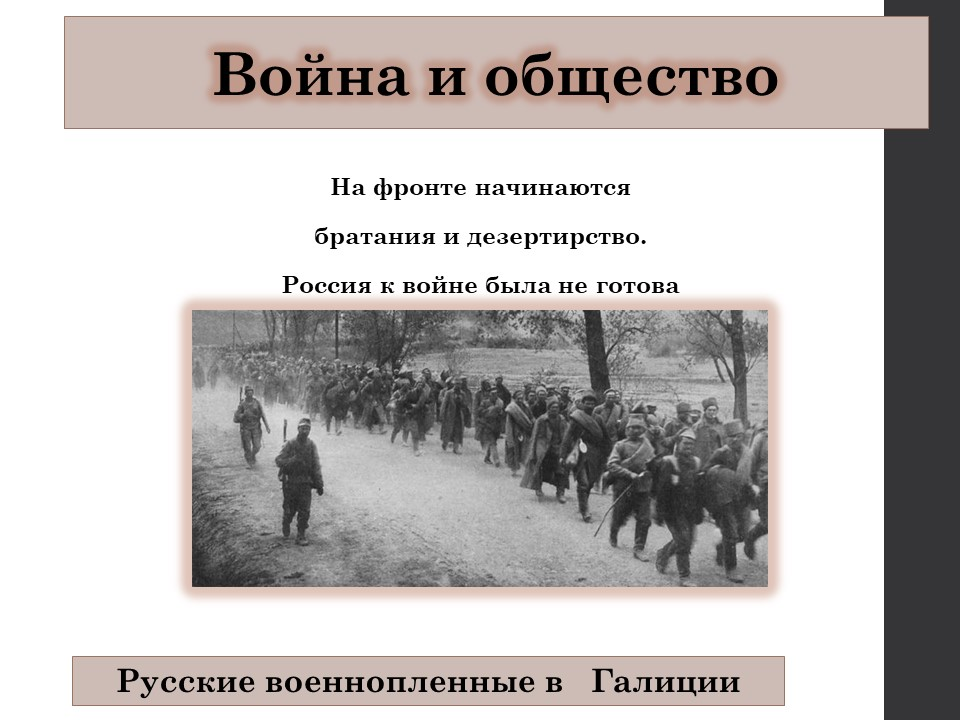 Война и общество
На фронте начинаются
братания и дезертирство.
Россия к войне была не готова
Русские военнопленные в Галиции